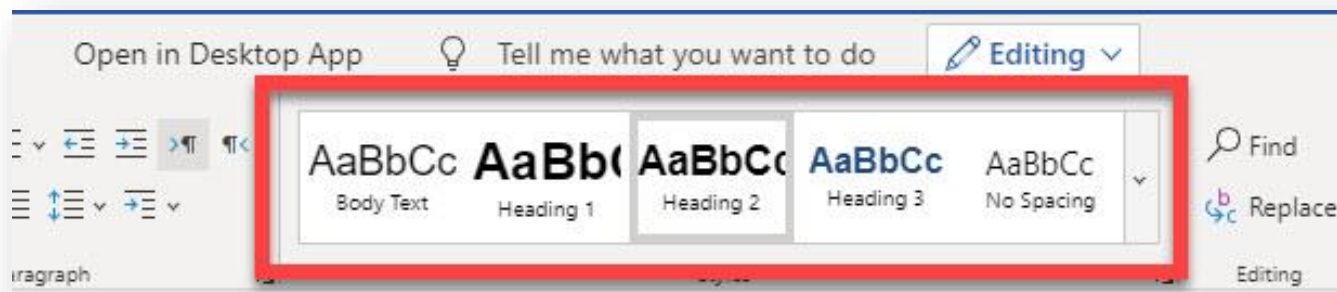 Open in Desktop App Tell me what you want to do Editing
AaBbCc AaBb( AaBbCc AaBbCc AaBbCc
Body Text Heading 1 Heading 2 Heading 3 No Spacing
Find
Replace
Editing